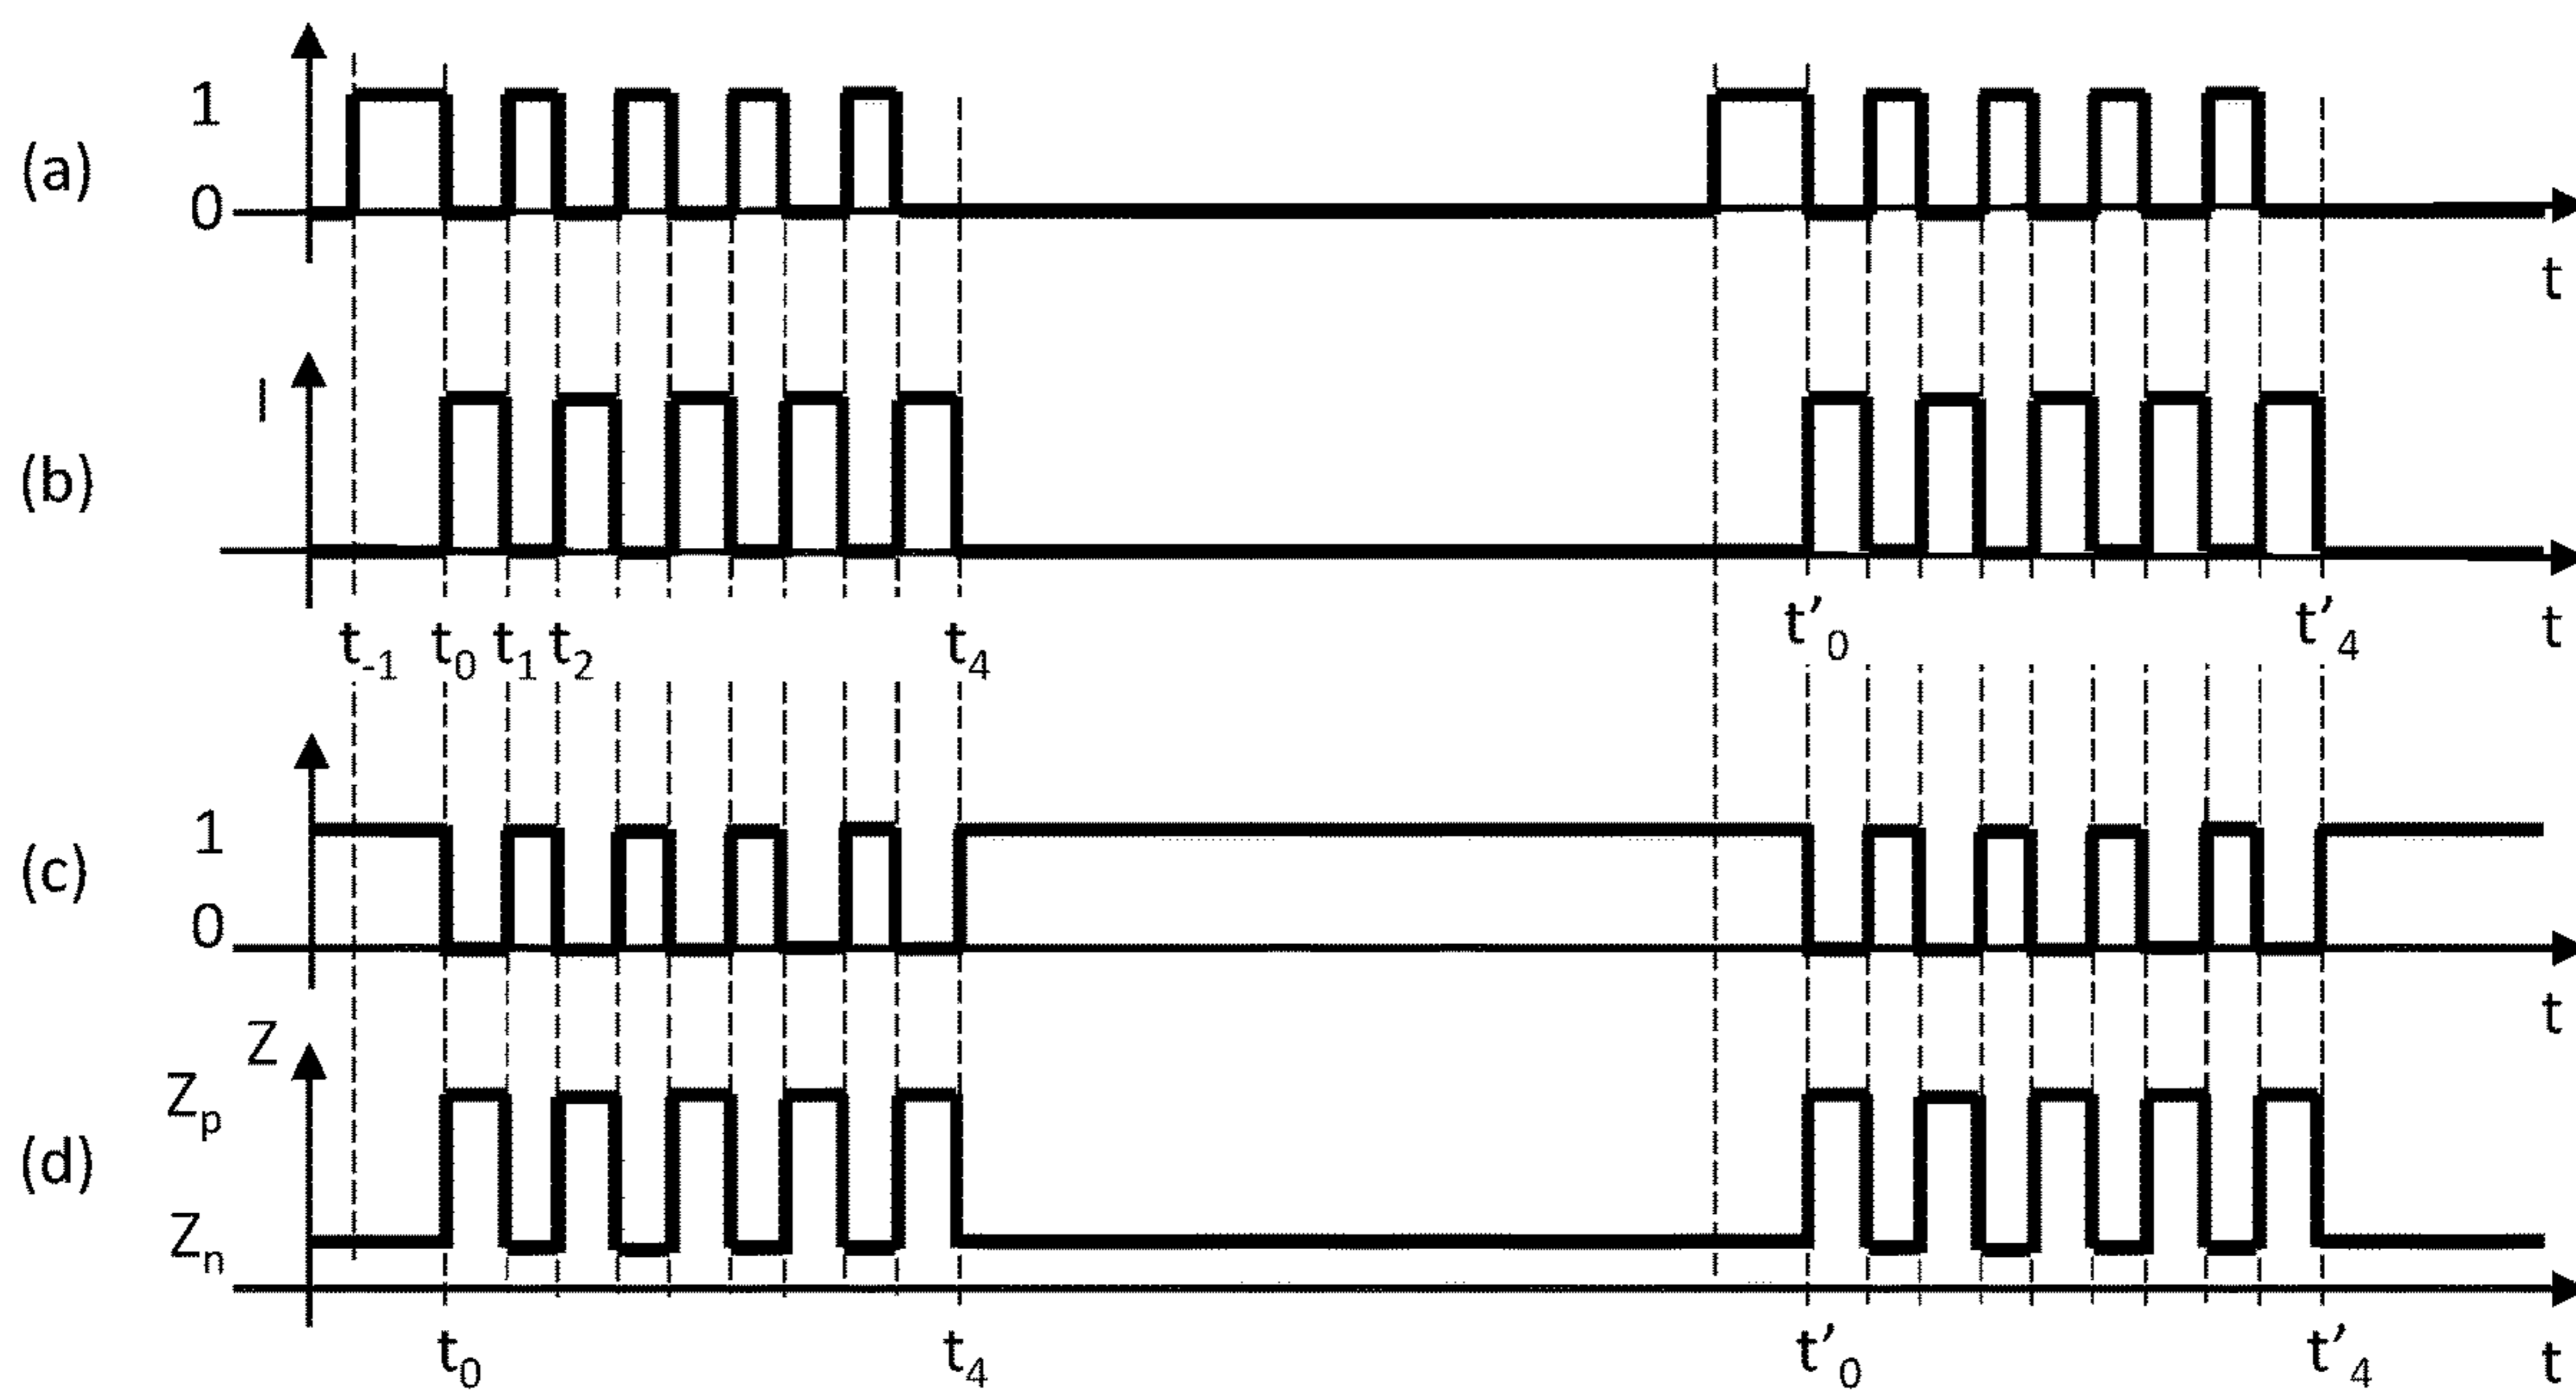 1
(a)
0
t
I
(b)
t₋₁ t₀ t₁ t₂ t₄ t’₀ t’₄ t
1
(c)
0
t
Z
Zₚ
(d)
Zₙ
t₀ t₄ t’₀ t’₄ t